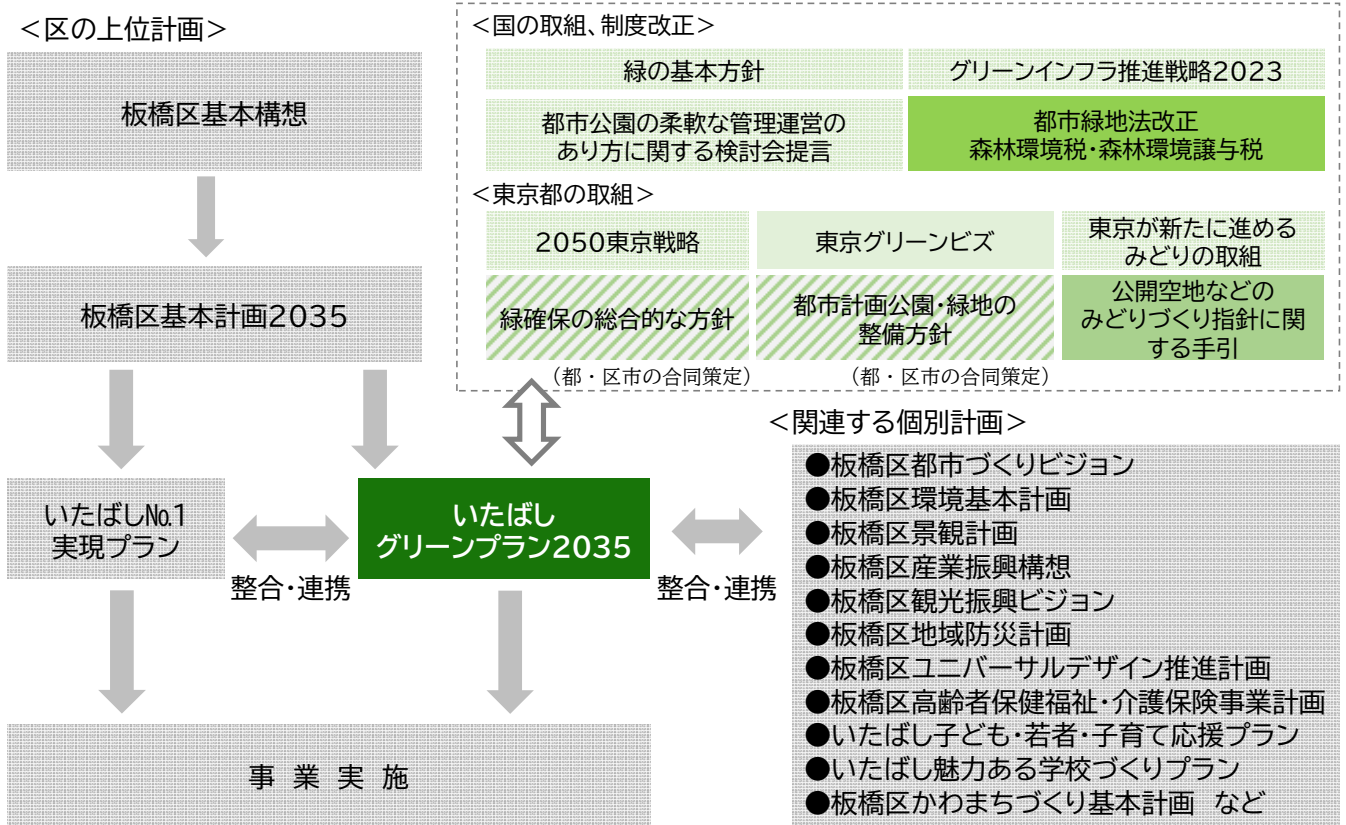 ＜区の上位計画＞
板橋区基本構想
板橋区基本計画2035
いたばし№1
実現プラン
整合・連携
いたばし
グリーンプラン2035
整合・連携
事 業 実 施
＜国の取組、制度改正＞
緑の基本方針
グリーンインフラ推進戦略2023
都市公園の柔軟な管理運営の
あり方に関する検討会提言
都市緑地法改正
森林環境税・森林環境譲与税
＜東京都の取組＞
2050東京戦略
東京グリーンビズ
東京が新たに進める
みどりの取組
緑確保の総合的な方針
都市計画公園・緑地の
整備方針
公開空地などの
みどりづくり指針に関
する手引
（都・区市の合同策定）
（都・区市の合同策定）
＜関連する個別計画＞
●板橋区都市づくりビジョン
●板橋区環境基本計画
●板橋区景観計画
●板橋区産業振興構想
●板橋区観光振興ビジョン
●板橋区地域防災計画
●板橋区ユニバーサルデザイン推進計画
●板橋区高齢者保健福祉・介護保険事業計画
●いたばし子ども・若者・子育て応援プラン
●いたばし魅力ある学校づくりプラン
●板橋区かわまちづくり基本計画　など